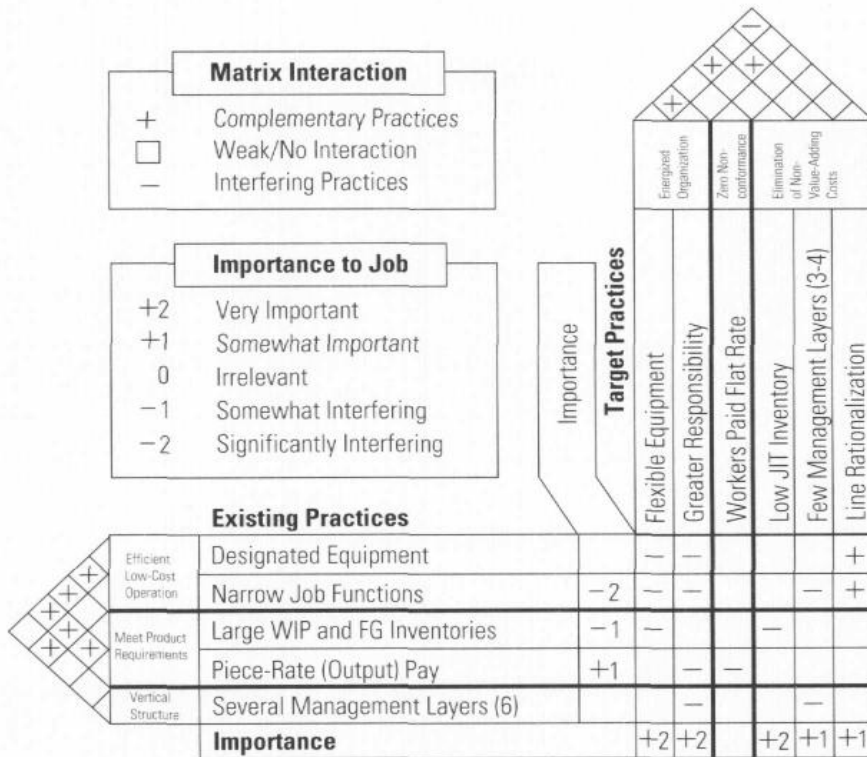 Matrix Interaction
+ Complementary Practices
□ Weak/No Interaction
− Interfering Practices
Importance to Job
+2 Very Important
+1 Somewhat Important
0 Irrelevant
−1 Somewhat Interfering
−2 Significantly Interfering
−
+ +
+
Energized
Organization
Zero Non-
conformance
Elimination
of Non-
Value-Adding
Costs
Importance
Target Practices
Flexible Equipment
Greater Responsibility
Workers Paid Flat Rate
Low JIT Inventory
Few Management Layers (3-4)
Line Rationalization
Existing Practices
Efficient
Low-Cost
Operation
Designated Equipment − − +
Narrow Job Functions −2 − − − +
Meet Product
Requirements
Large WIP and FG Inventories −1 − −
Piece-Rate (Output) Pay +1 − −
Vertical
Structure
Several Management Layers (6) − −
Importance +2 +2 +2 +1 +1
+
+
+
+ +